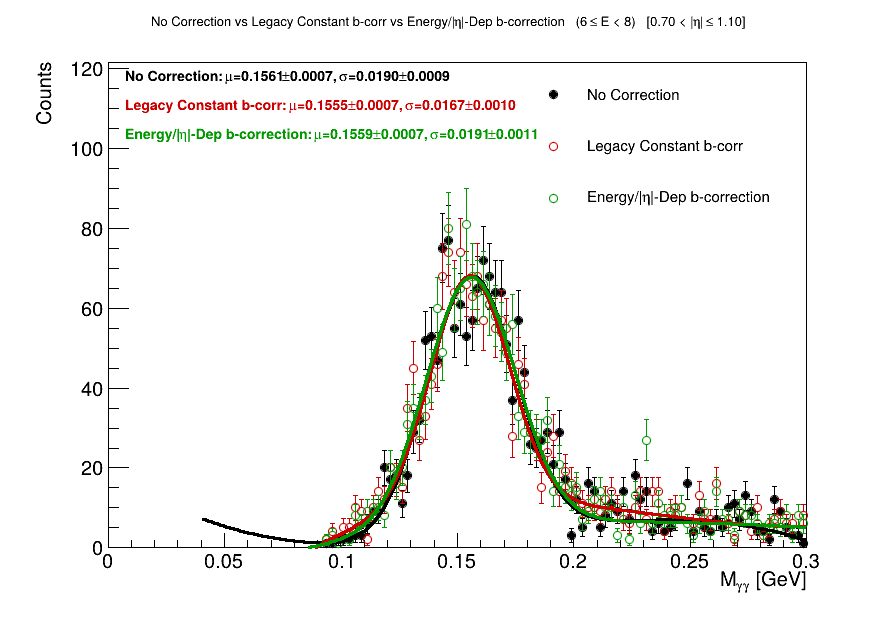 No Correction vs Legacy Constant b-corr vs Energy/|η|-Dep b-correction (6 ≤ E < 8) [0.70 < |η| ≤ 1.10]
Counts
120
100
80
60
40
20
0
No Correction: μ=0.1561±0.0007, σ=0.0190±0.0009
Legacy Constant b-corr: μ=0.1555±0.0007, σ=0.0167±0.0010
Energy/|η|-Dep b-correction: μ=0.1559±0.0007, σ=0.0191±0.0011
No Correction
Legacy Constant b-corr
Energy/|η|-Dep b-correction
0 0.05 0.1 0.15 0.2 0.25 0.3
Mγγ [GeV]